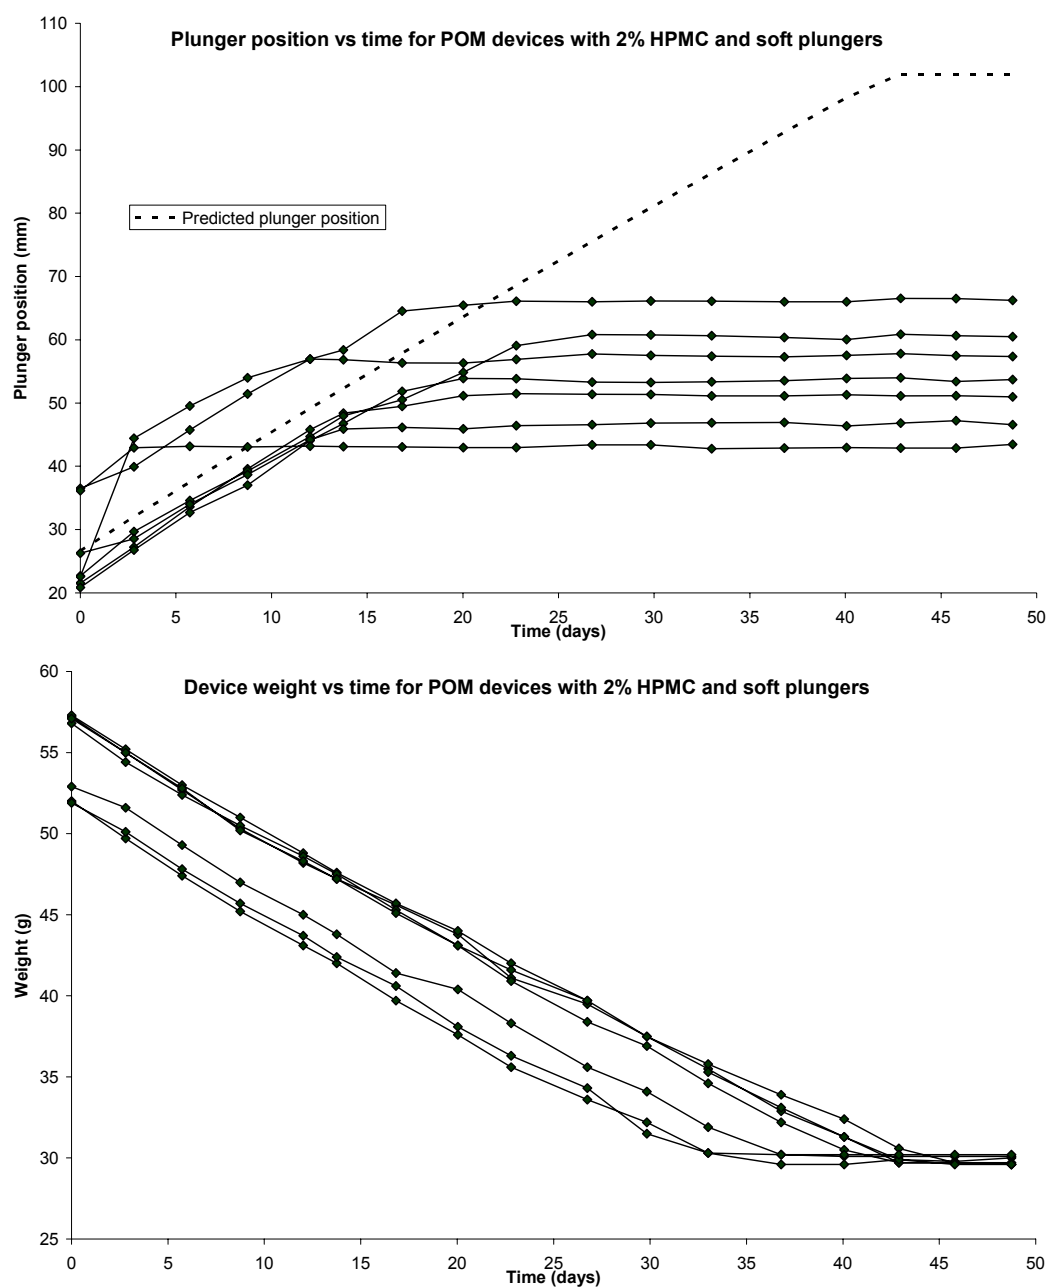 Plunger position vs time for POM devices with 2% HPMC and soft plungers
110
100
90
80
70
60
50
40
30
20
Plunger position (mm)
Predicted plunger position
0 5 10 15 20 25 30 35 40 45 50
Time (days)
Device weight vs time for POM devices with 2% HPMC and soft plungers
60
55
50
45
40
35
30
25
Weight (g)
0 5 10 15 20 25 30 35 40 45 50
Time (days)